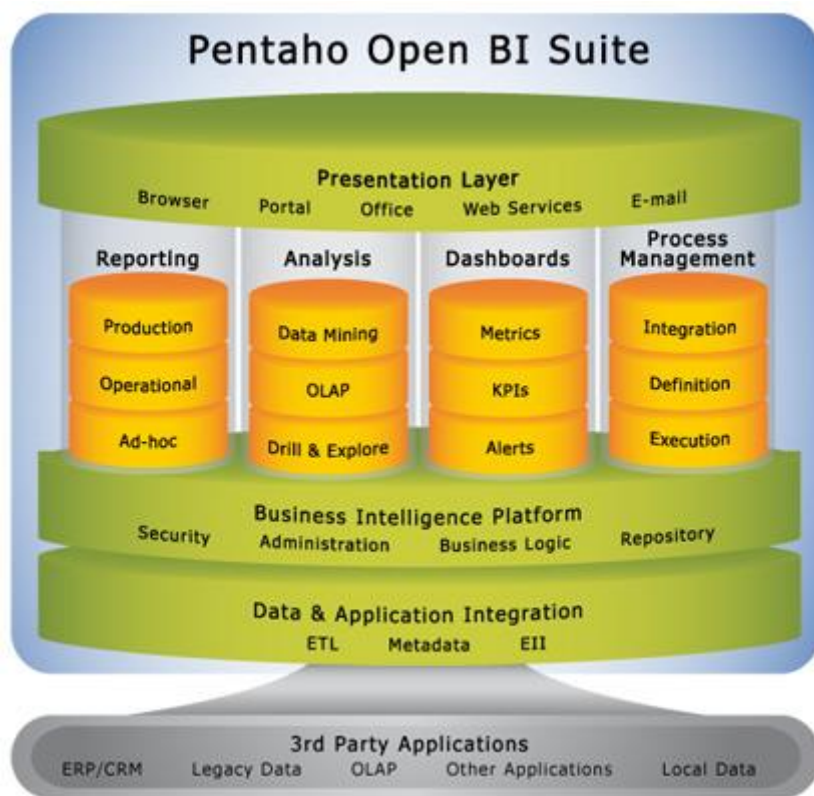 Pentaho Open BI Suite
Presentation Layer
Browser Portal Office Web Services E-mail
Reporting Analysis Dashboards Process Management
Production Data Mining Metrics Integration
Operational OLAP KPIs Definition
Ad-hoc Drill & Explore Alerts Execution
Business Intelligence Platform
Security Administration Business Logic Repository
Data & Application Integration
ETL Metadata EII
3rd Party Applications
ERP/CRM Legacy Data OLAP Other Applications Local Data